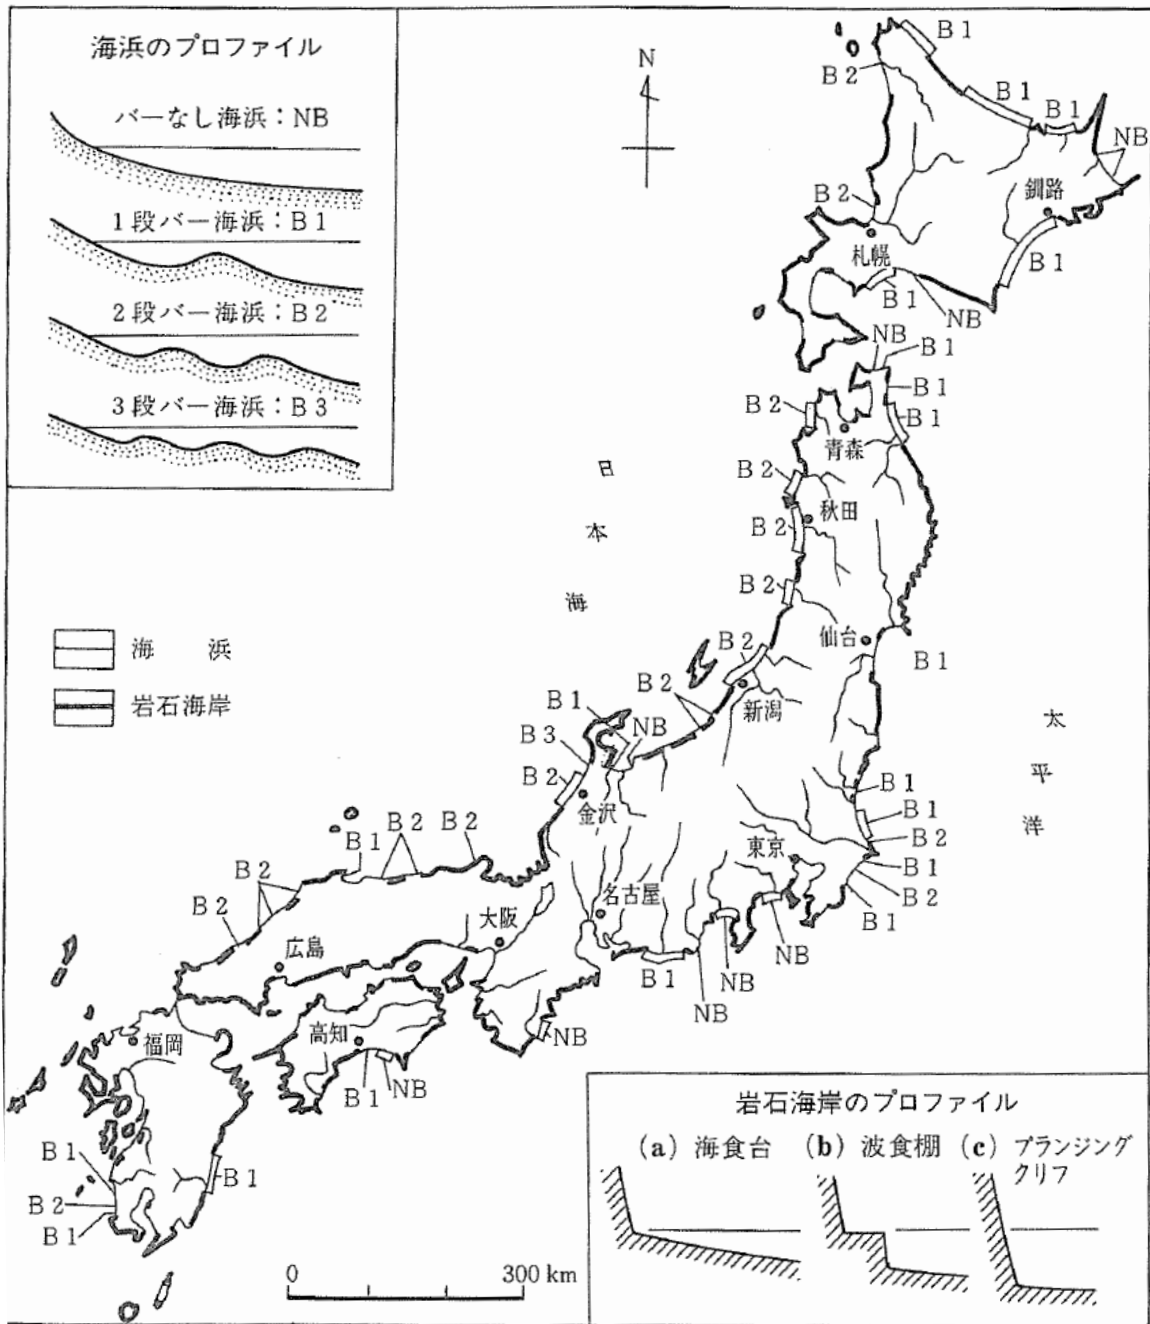 海浜のプロファイル
バーなし海浜：NB
1段バー海浜：B1
2段バー海浜：B2
3段バー海浜：B3
N
B1
B2
B1
B1
NB
釧路
B2
札幌
B1
B1
NB
NB
B1
B1
B2
B1
青森
日本海
B2
秋田
B2
B2
仙台
B2
B1
海　浜
岩石海岸
B2
新潟
B1
NB
B3
太平洋
B2
金沢
B1
B1
B2
B2
B1
B2
東京
B1
B2
B2
B1
名古屋
B2
大阪
広島
NB
B1
NB
NB
高知
NB
福岡
B1
NB
B1
B1
B2
B1
0
300 km
岩石海岸のプロファイル
(a) 海食台
(b) 波食棚
(c) プランジングクリフ